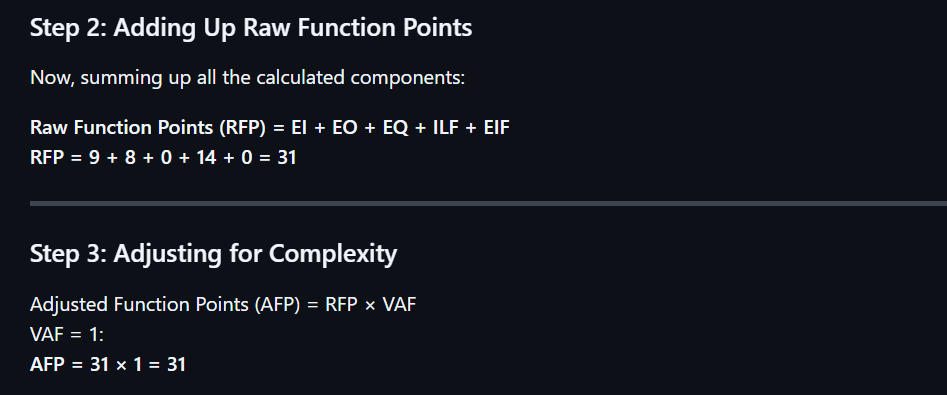 Step 2: Adding Up Raw Function Points
Now, summing up all the calculated components:
Raw Function Points (RFP) = EI + EO + EQ + ILF + EIF
RFP = 9 + 8 + 0 + 14 + 0 = 31
Step 3: Adjusting for Complexity
Adjusted Function Points (AFP) = RFP × VAF
VAF = 1:
AFP = 31 × 1 = 31